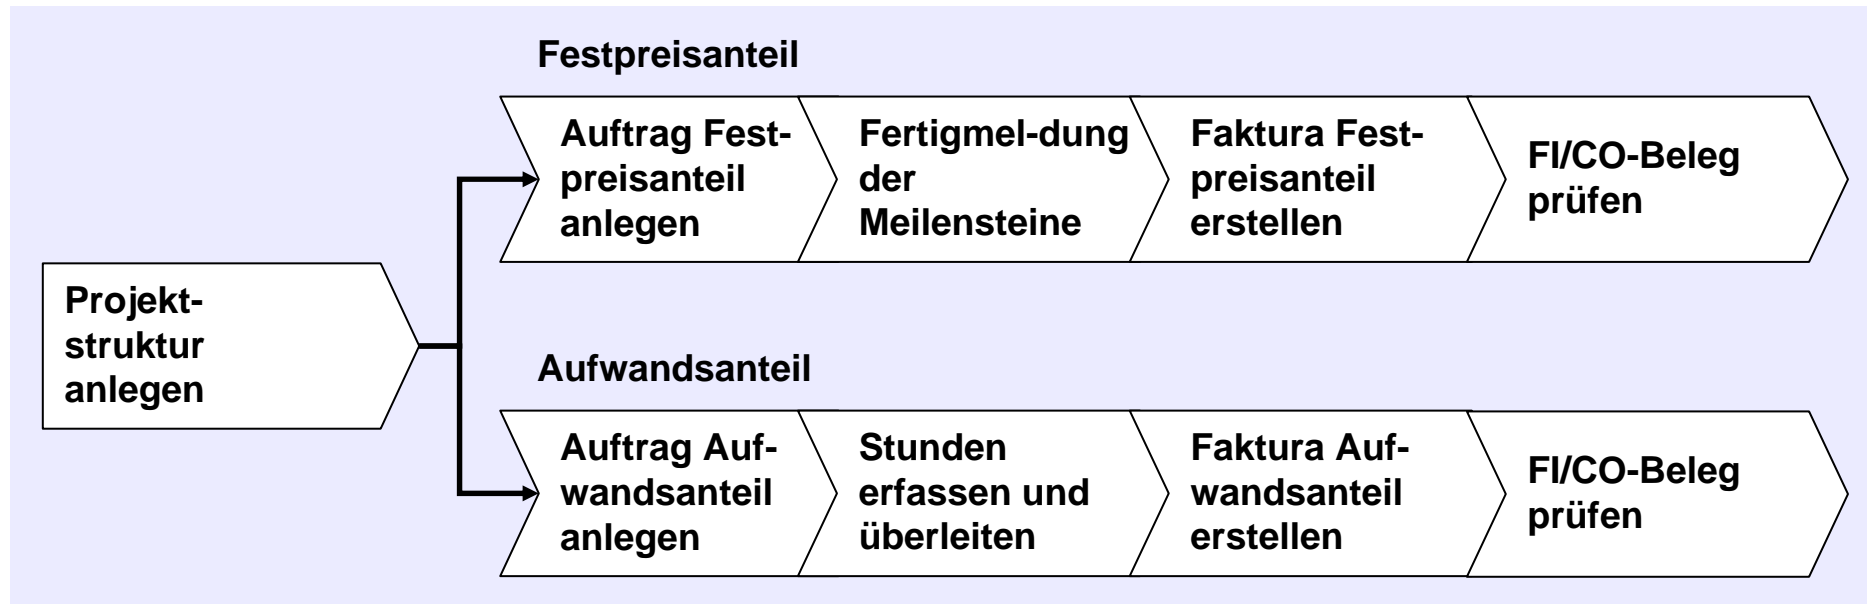 Festpreisanteil
Auftrag Fest-
preisanteil
anlegen
Fertigmel-dung
der
Meilensteine
Faktura Fest-
preisanteil
erstellen
FI/CO-Beleg
prüfen
Projekt-
struktur
anlegen
Aufwandsanteil
Auftrag Auf-
wandsanteil
anlegen
Stunden
erfassen und
überleiten
Faktura Auf-
wandsanteil
erstellen
FI/CO-Beleg
prüfen